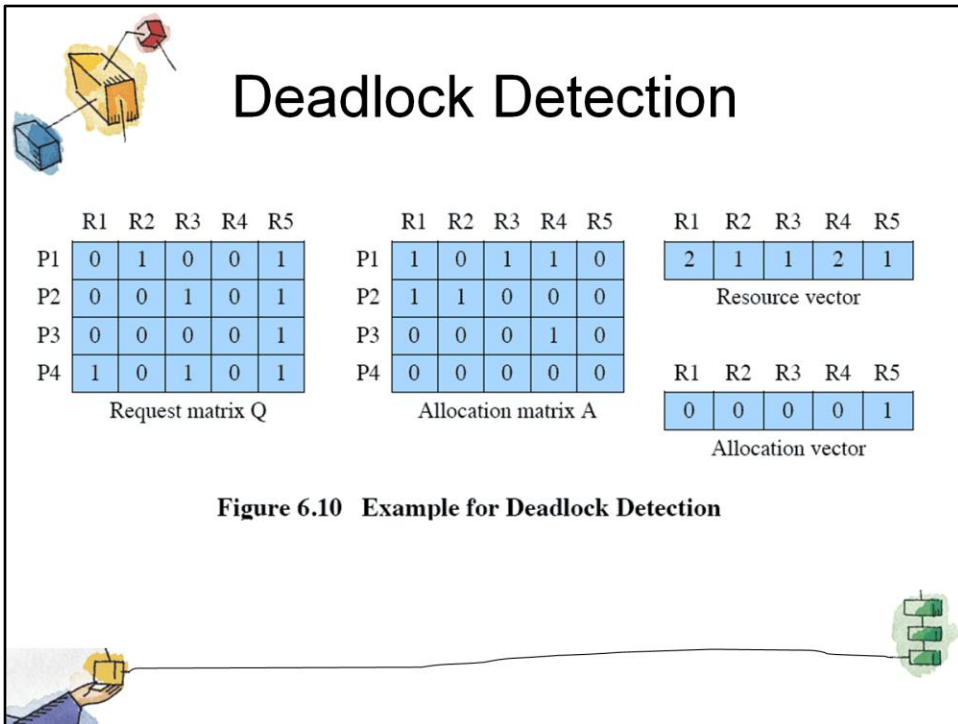 Deadlock Detection
R1 R2 R3 R4 R5
P1 0 1 0 0 1
P2 0 0 1 0 1
P3 0 0 0 0 1
P4 1 0 1 0 1
Request matrix Q
R1 R2 R3 R4 R5
P1 1 0 1 1 0
P2 1 1 0 0 0
P3 0 0 0 1 0
P4 0 0 0 0 0
Allocation matrix A
R1 R2 R3 R4 R5
2 1 1 2 1
Resource vector
R1 R2 R3 R4 R5
0 0 0 0 1
Allocation vector
Figure 6.10 Example for Deadlock Detection